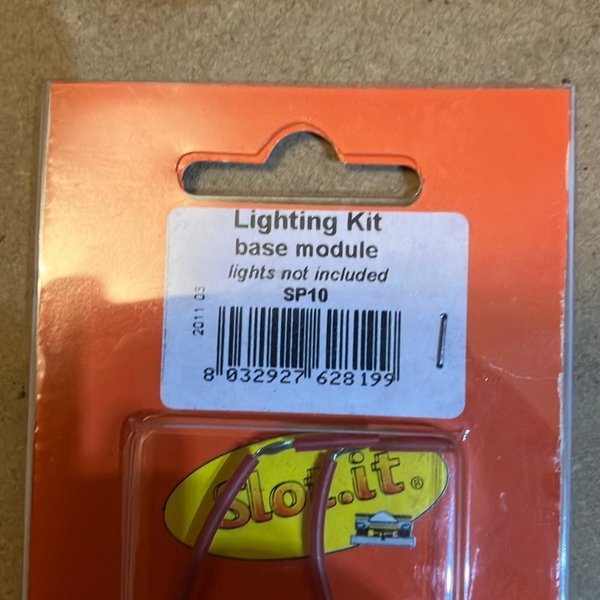 Lighting Kit
base module
lights not included
SP10
2011 03
8 032927 628199
Slot.it®